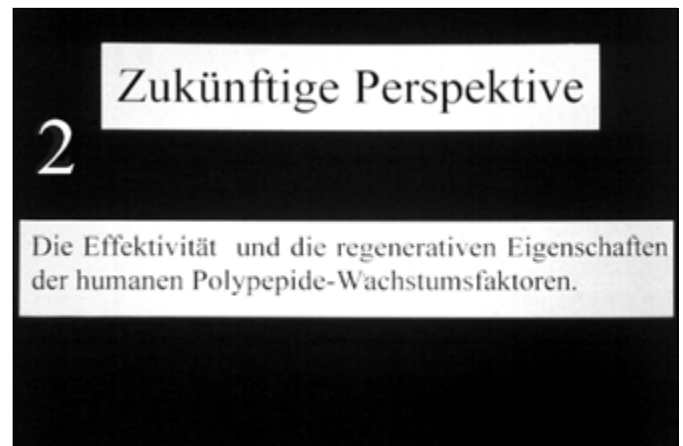 Zukünftige Perspektive
2
Die Effektivität und die regenerativen Eigenschaften
der humanen Polypepide-Wachstumsfaktoren.